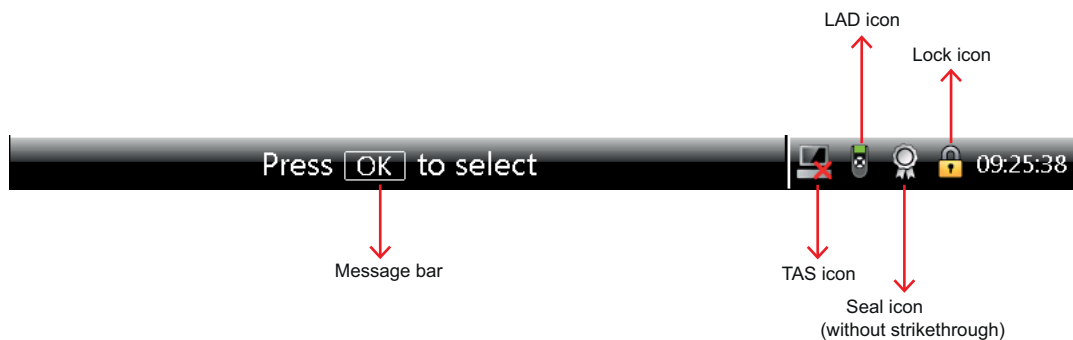 LAD icon
Lock icon
Press OK to select
09:25:38
Message bar
TAS icon
Seal icon
(without strikethrough)